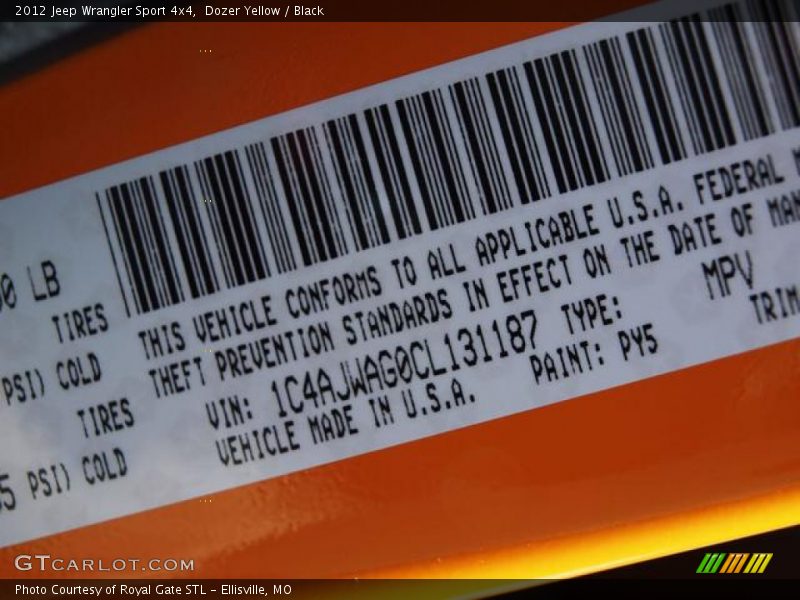 2012 Jeep Wrangler Sport 4x4,  Dozer Yellow / Black
0 LB
TIRES
PSI) COLD
TIRES
5 PSI) COLD
THIS VEHICLE CONFORMS TO ALL APPLICABLE U.S.A. FEDERAL
THEFT PREVENTION STANDARDS IN EFFECT ON THE DATE OF MAN
VIN: 1C4AJWAG0CL131187 TYPE: MPV
VEHICLE MADE IN U.S.A. PAINT: PY5 TRIM
GTCARLOT.COM
Photo Courtesy of Royal Gate STL - Ellisville, MO